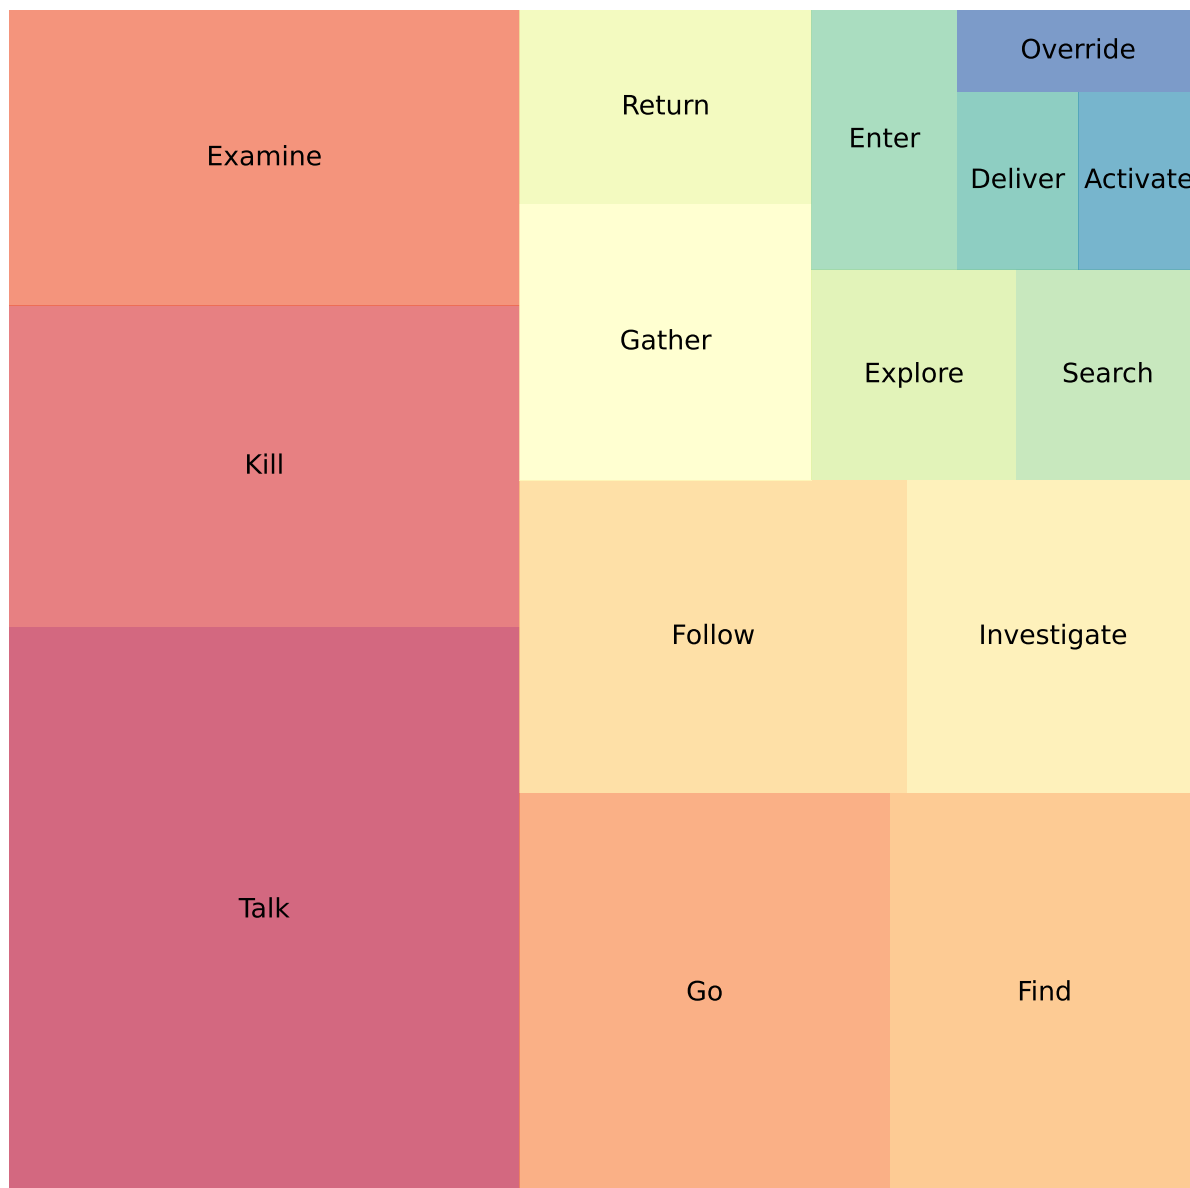 Override
Return
Enter
Examine
Deliver
Activate
Gather
Explore
Search
Kill
Follow
Investigate
Talk
Go
Find